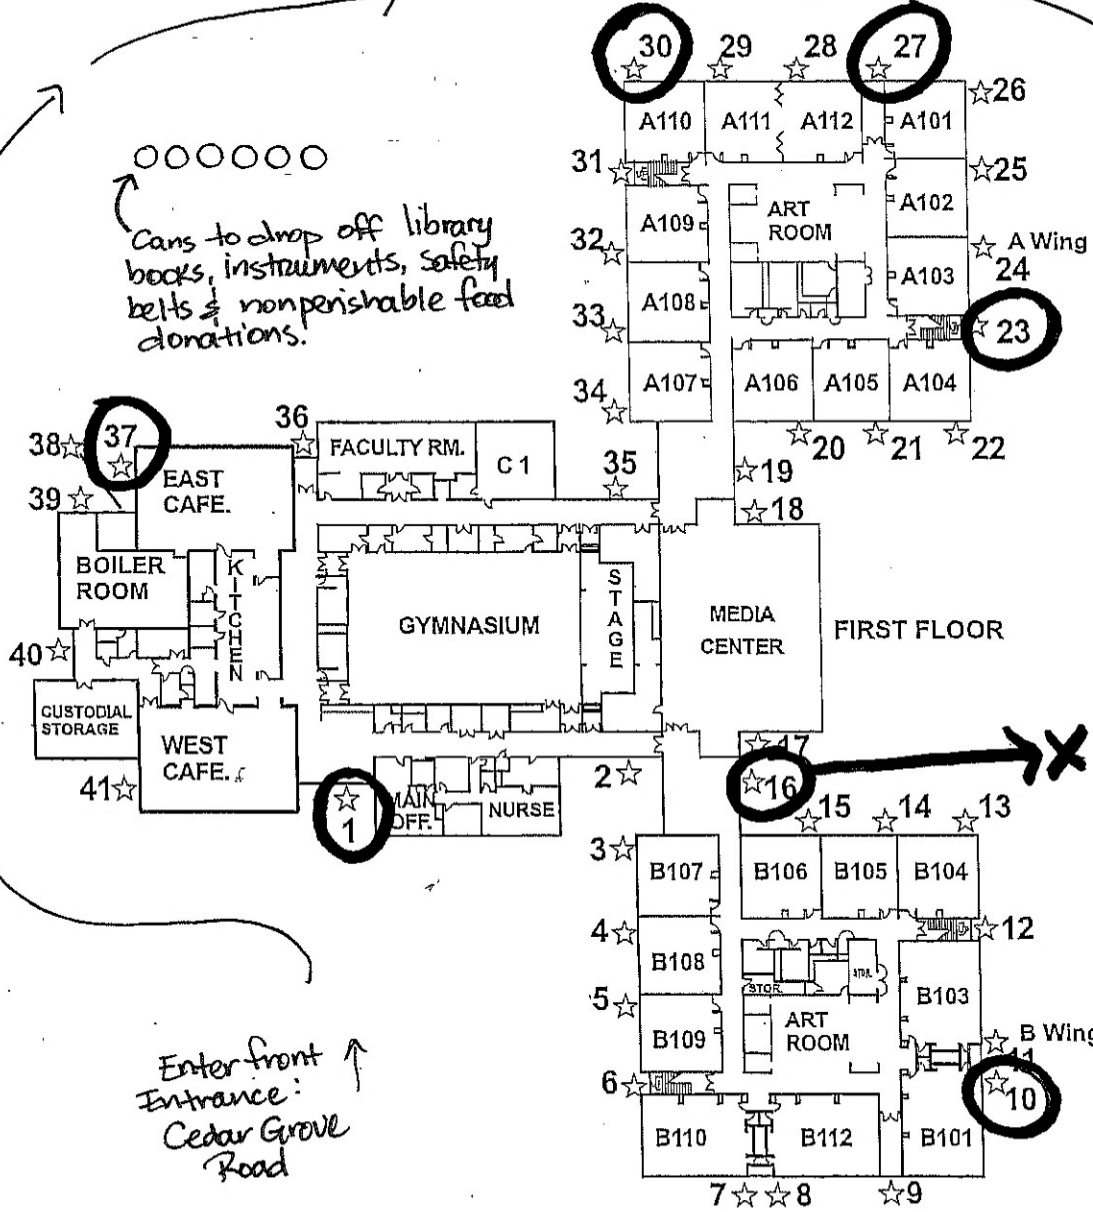 30 29 28 27
26
A110 A111 A112 A101
31 25
A102
ART
ROOM
A109
32 A Wing
24
A103
A108
33 23
A107 A106 A105 A104
34
20 21 22
36
38 37
FACULTY RM.
C 1
35 19
EAST
CAFE.
39 18
BOILER
ROOM
KITCHEN
GYMNASIUM
STAGE
MEDIA
CENTER
FIRST FLOOR
40
CUSTODIAL
STORAGE
WEST
CAFE.
17
X
2 16
41
MAIN
OFF.
NURSE
1
15 14 13
3
B107 B106 B105 B104
4 12
B108
STOR.
STOR.
B103
5
B109
ART
ROOM
B Wing
11
6 10
B110 B112 B101
7 8 9
Cans to drop off library
books, instruments, safety
belts & nonperishable food
donations!
Enter front
Entrance:
Cedar Grove
Road